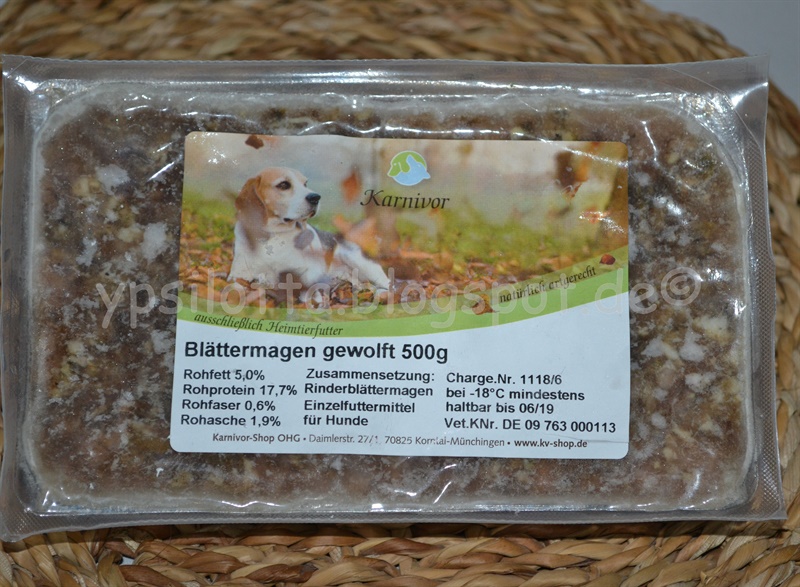 Karnivor
ypsilotta.blogspot.de©
natürlich artgerecht
ausschließlich Heimtierfutter
Blättermagen gewolft 500g
Rohfett 5,0%
Rohprotein 17,7%
Rohfaser 0,6%
Rohasche 1,9%
Zusammensetzung:
Rinderblättermagen
Einzelfuttermittel
für Hunde
Charge.Nr. 1118/6
bei -18°C mindestens
haltbar bis 06/19
Vet.KNr. DE 09 763 000113
Karnivor-Shop OHG • Daimlerstr. 27/1 70825 Korntal-Münchingen • www.kv-shop.de